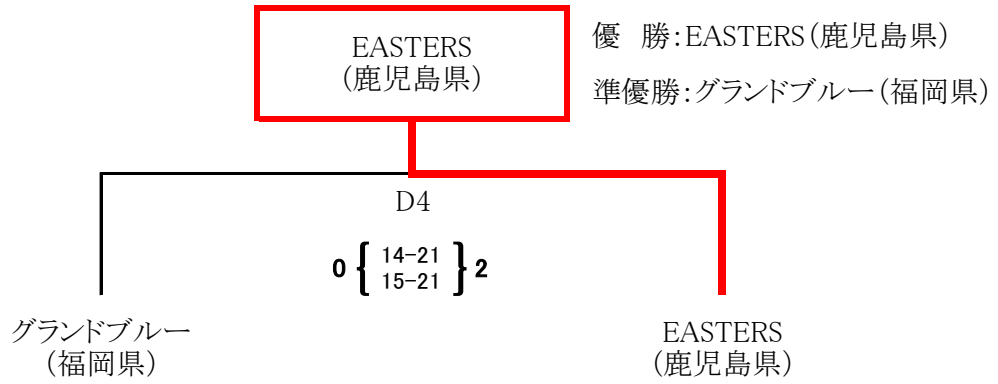 EASTERS
(鹿児島県)
優　勝：EASTERS(鹿児島県)
準優勝：グランドブルー(福岡県)
D4
0 { 14-21 } 2
15-21
グランドブルー
(福岡県)
EASTERS
(鹿児島県)